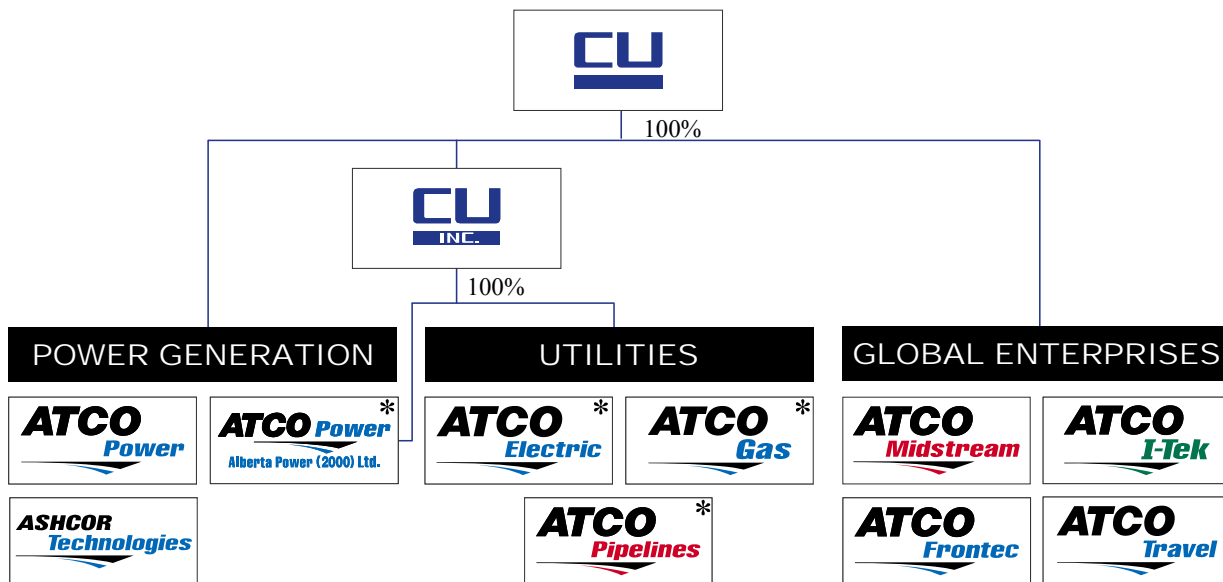 CU
100%
CU
INC.
100%
POWER GENERATION
UTILITIES
GLOBAL ENTERPRISES
ATCO
Power
ATCO Power
*
Alberta Power (2000) Ltd.
ATCO
*
Electric
ATCO
*
Gas
ATCO
Midstream
ATCO
I-Tek
ASHCOR
Technologies
ATCO
*
Pipelines
ATCO
Frontec
ATCO
Travel